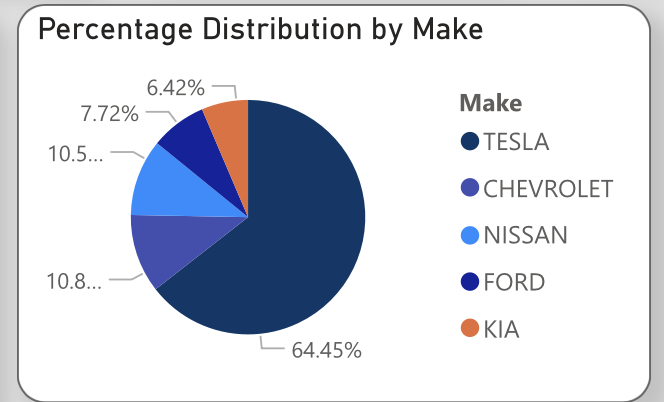 Percentage Distribution by Make
6.42%
7.72%
10.5...
10.8...
64.45%
Make
TESLA
CHEVROLET
NISSAN
FORD
KIA